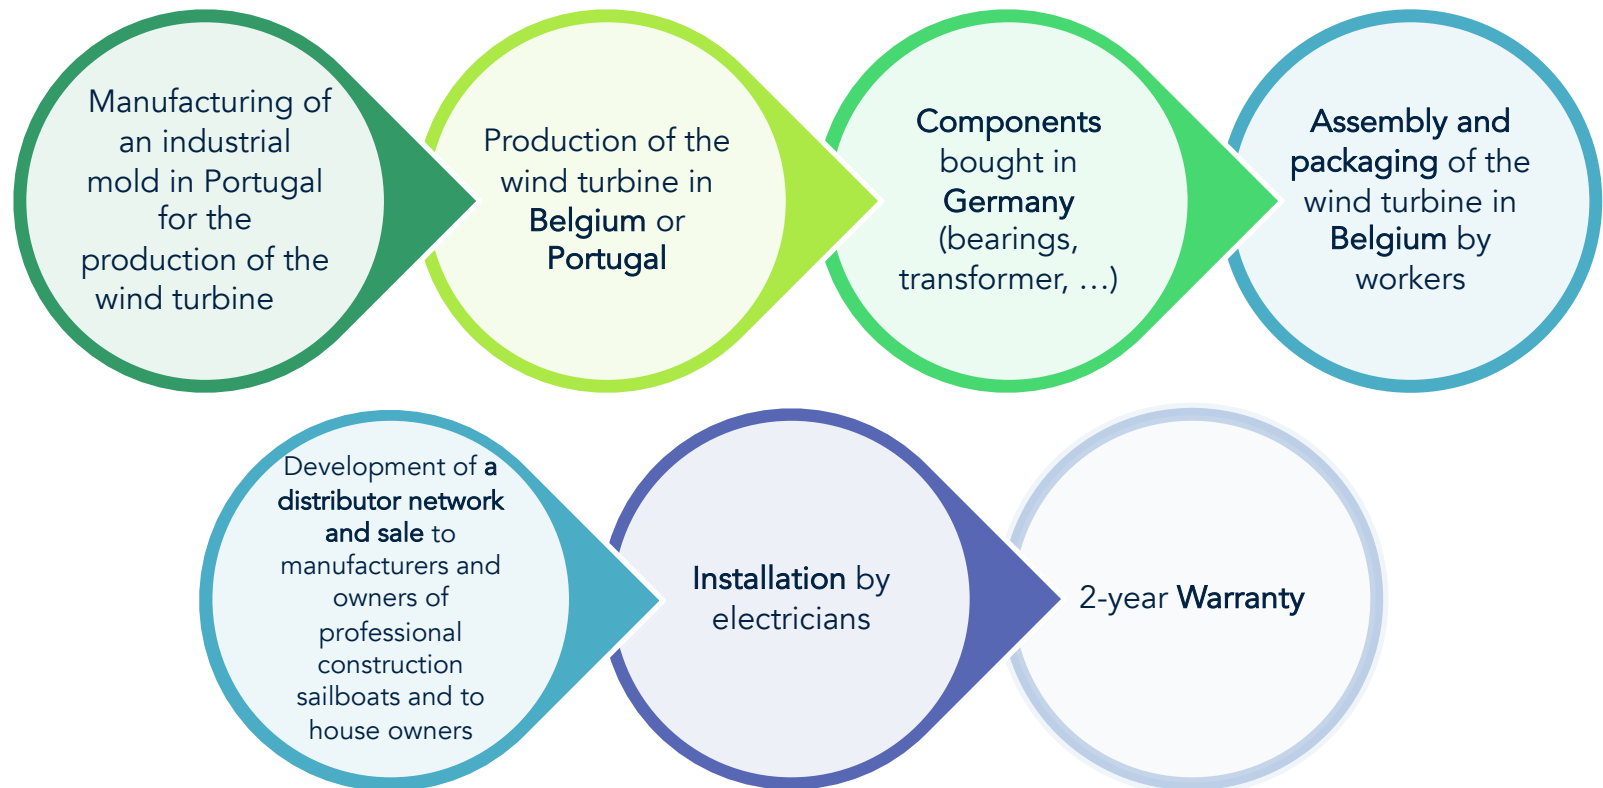 Manufacturing of
an industrial
mold in Portugal
for the
production of the
wind turbine
Production of the
wind turbine in
Belgium or
Portugal
Components
bought in
Germany
(bearings,
transformer, …)
Assembly and
packaging of the
wind turbine in
Belgium by
workers
Development of a
distributor network
and sale to
manufacturers and
owners of
professional
construction
sailboats and to
house owners
Installation by
electricians
2-year Warranty